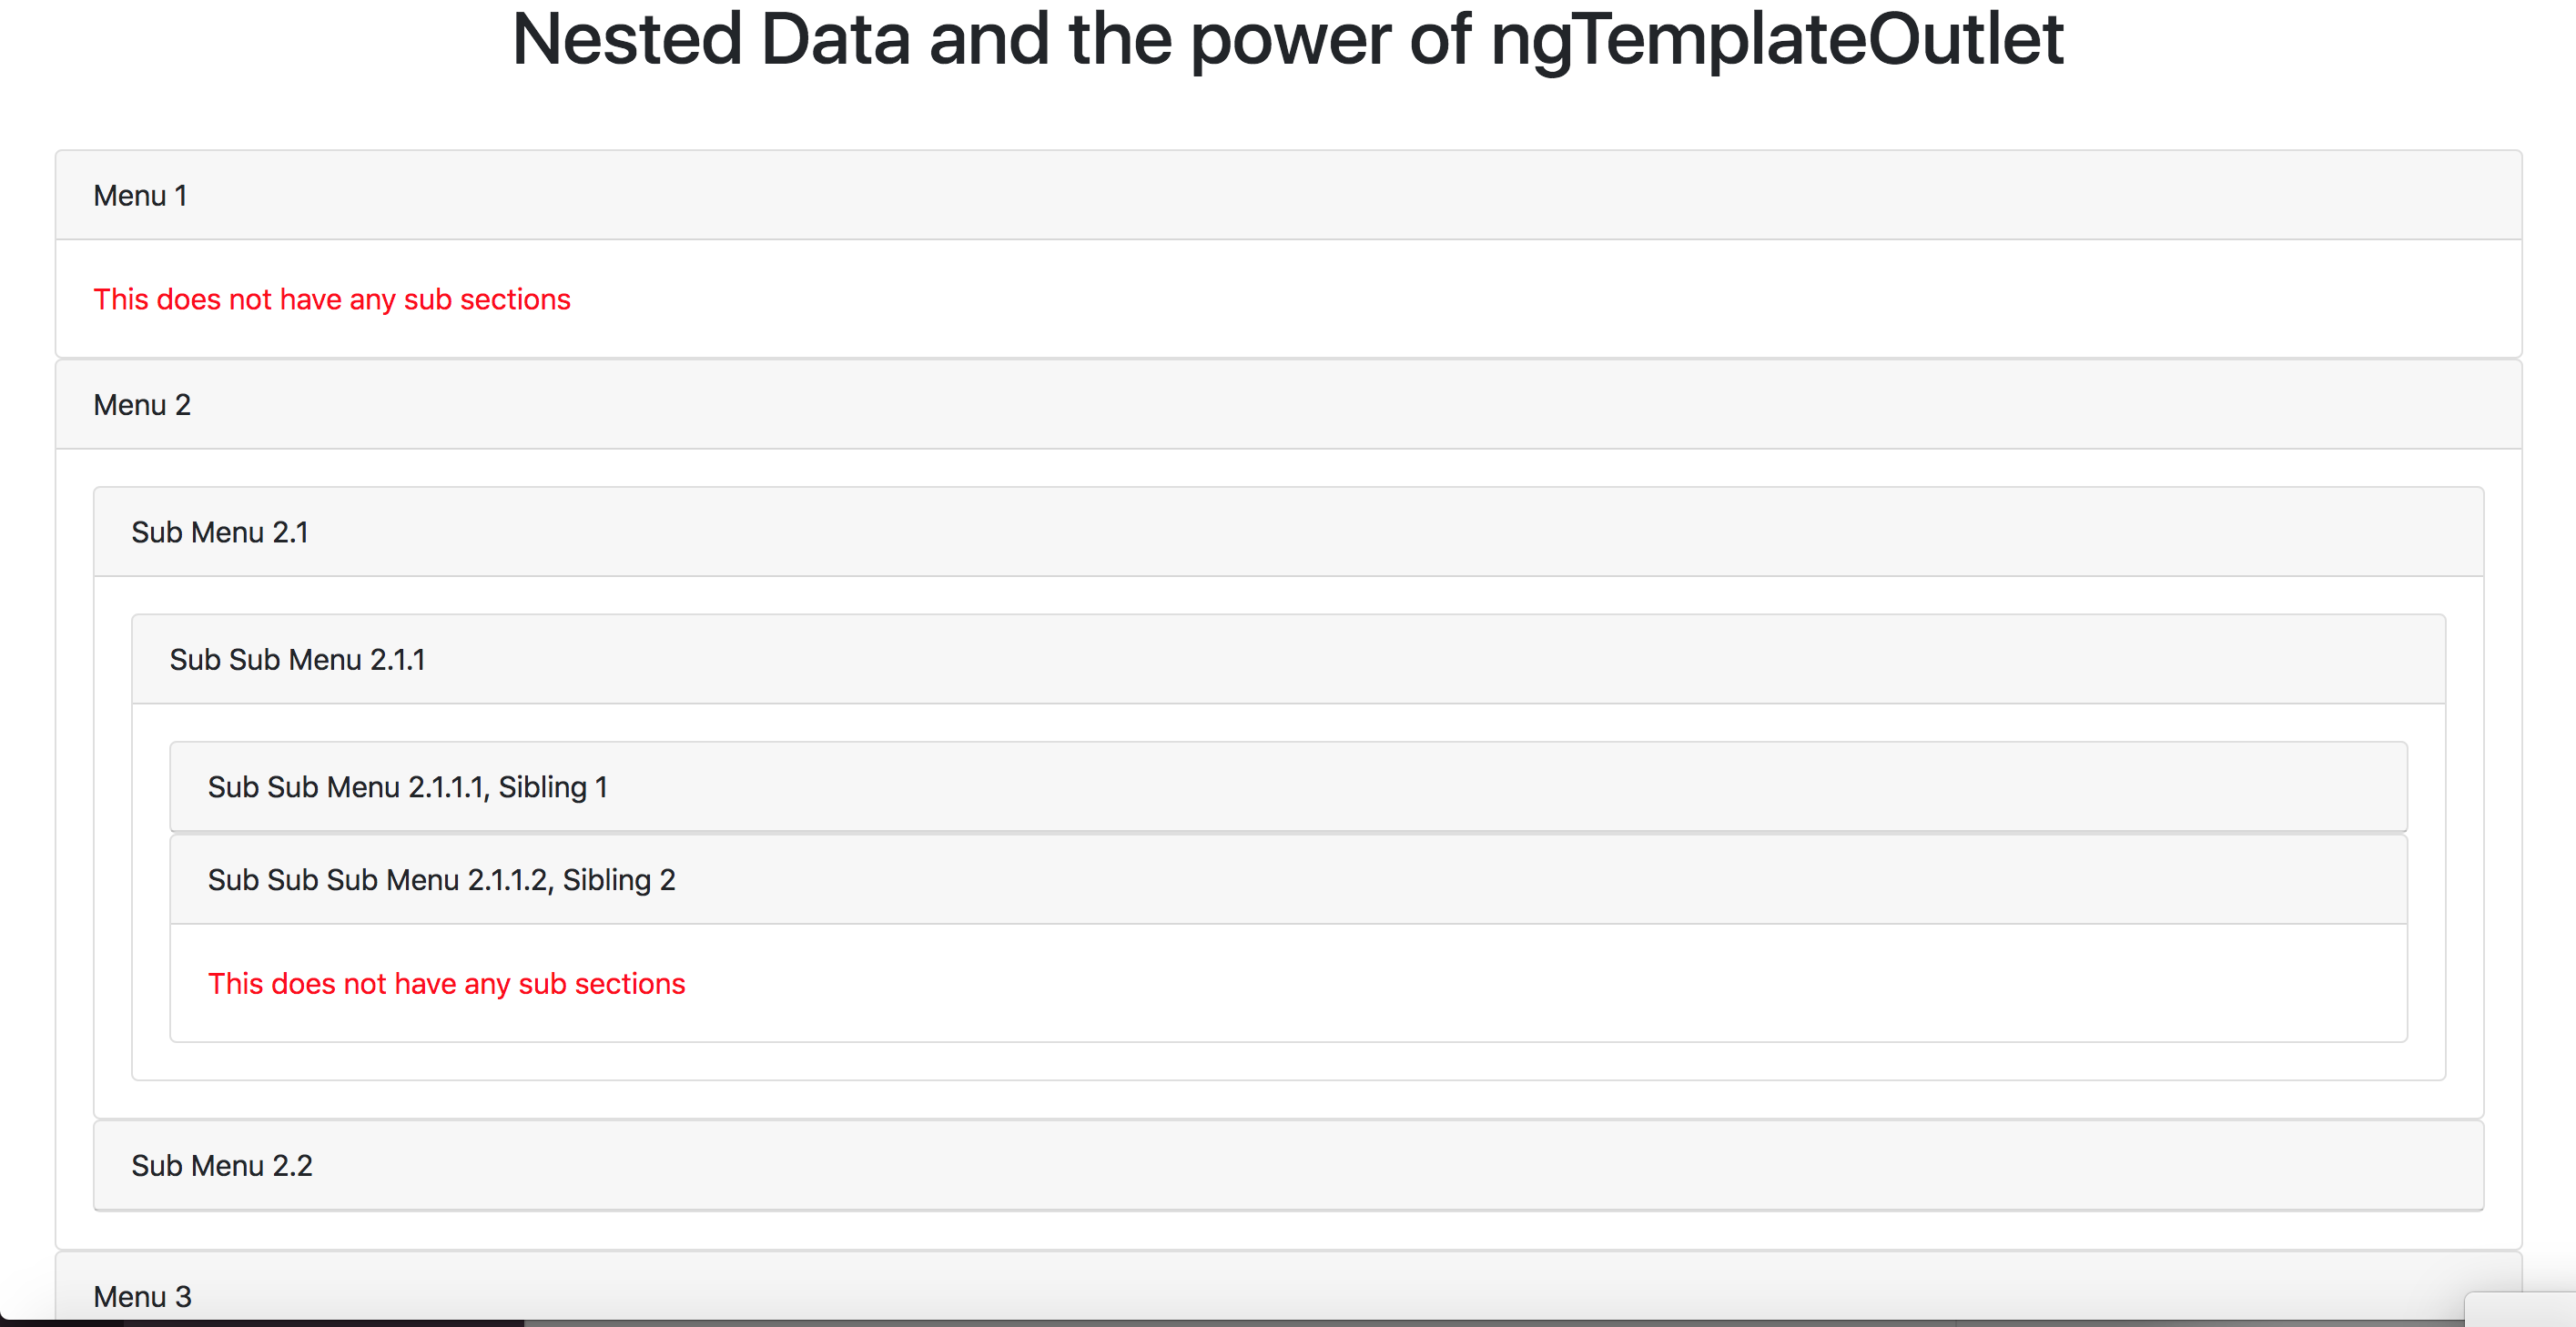 Nested Data and the power of ngTemplateOutlet
Menu 1
This does not have any sub sections
Menu 2
Sub Menu 2.1
Sub Sub Menu 2.1.1
Sub Sub Menu 2.1.1.1, Sibling 1
Sub Sub Sub Menu 2.1.1.2, Sibling 2
This does not have any sub sections
Sub Menu 2.2
Menu 3